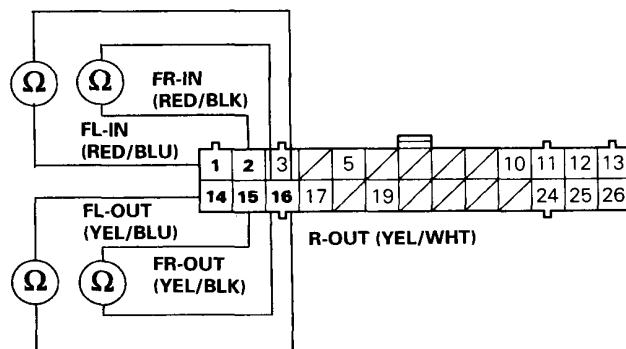 Ω
Ω
FR-IN
(RED/BLK)
FL-IN
(RED/BLU)
1 2 3 5 10 11 12 13
14 15 16 17 19 24 25 26
FL-OUT
(YEL/BLU)
R-OUT (YEL/WHT)
FR-OUT
(YEL/BLK)
Ω
Ω